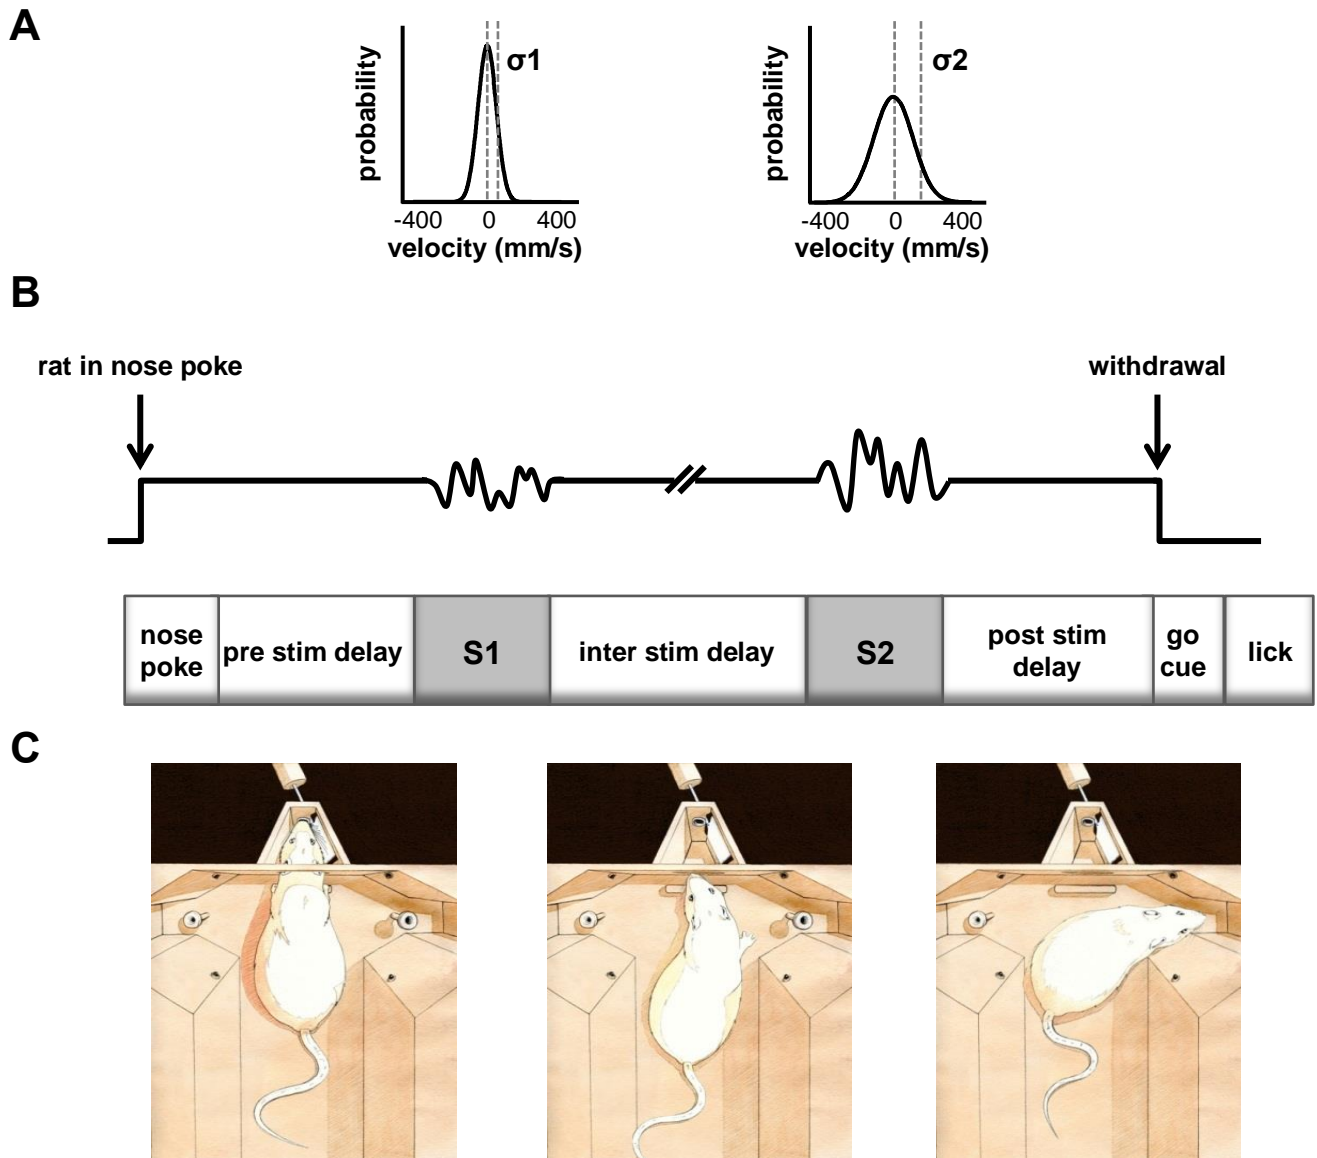 A
probability
σ1
-400 0 400
velocity (mm/s)
probability
σ2
-400 0 400
velocity (mm/s)
B
rat in nose poke
withdrawal
nose
poke
pre stim delay
S1
inter stim delay
S2
post stim
delay
go
cue
lick
C